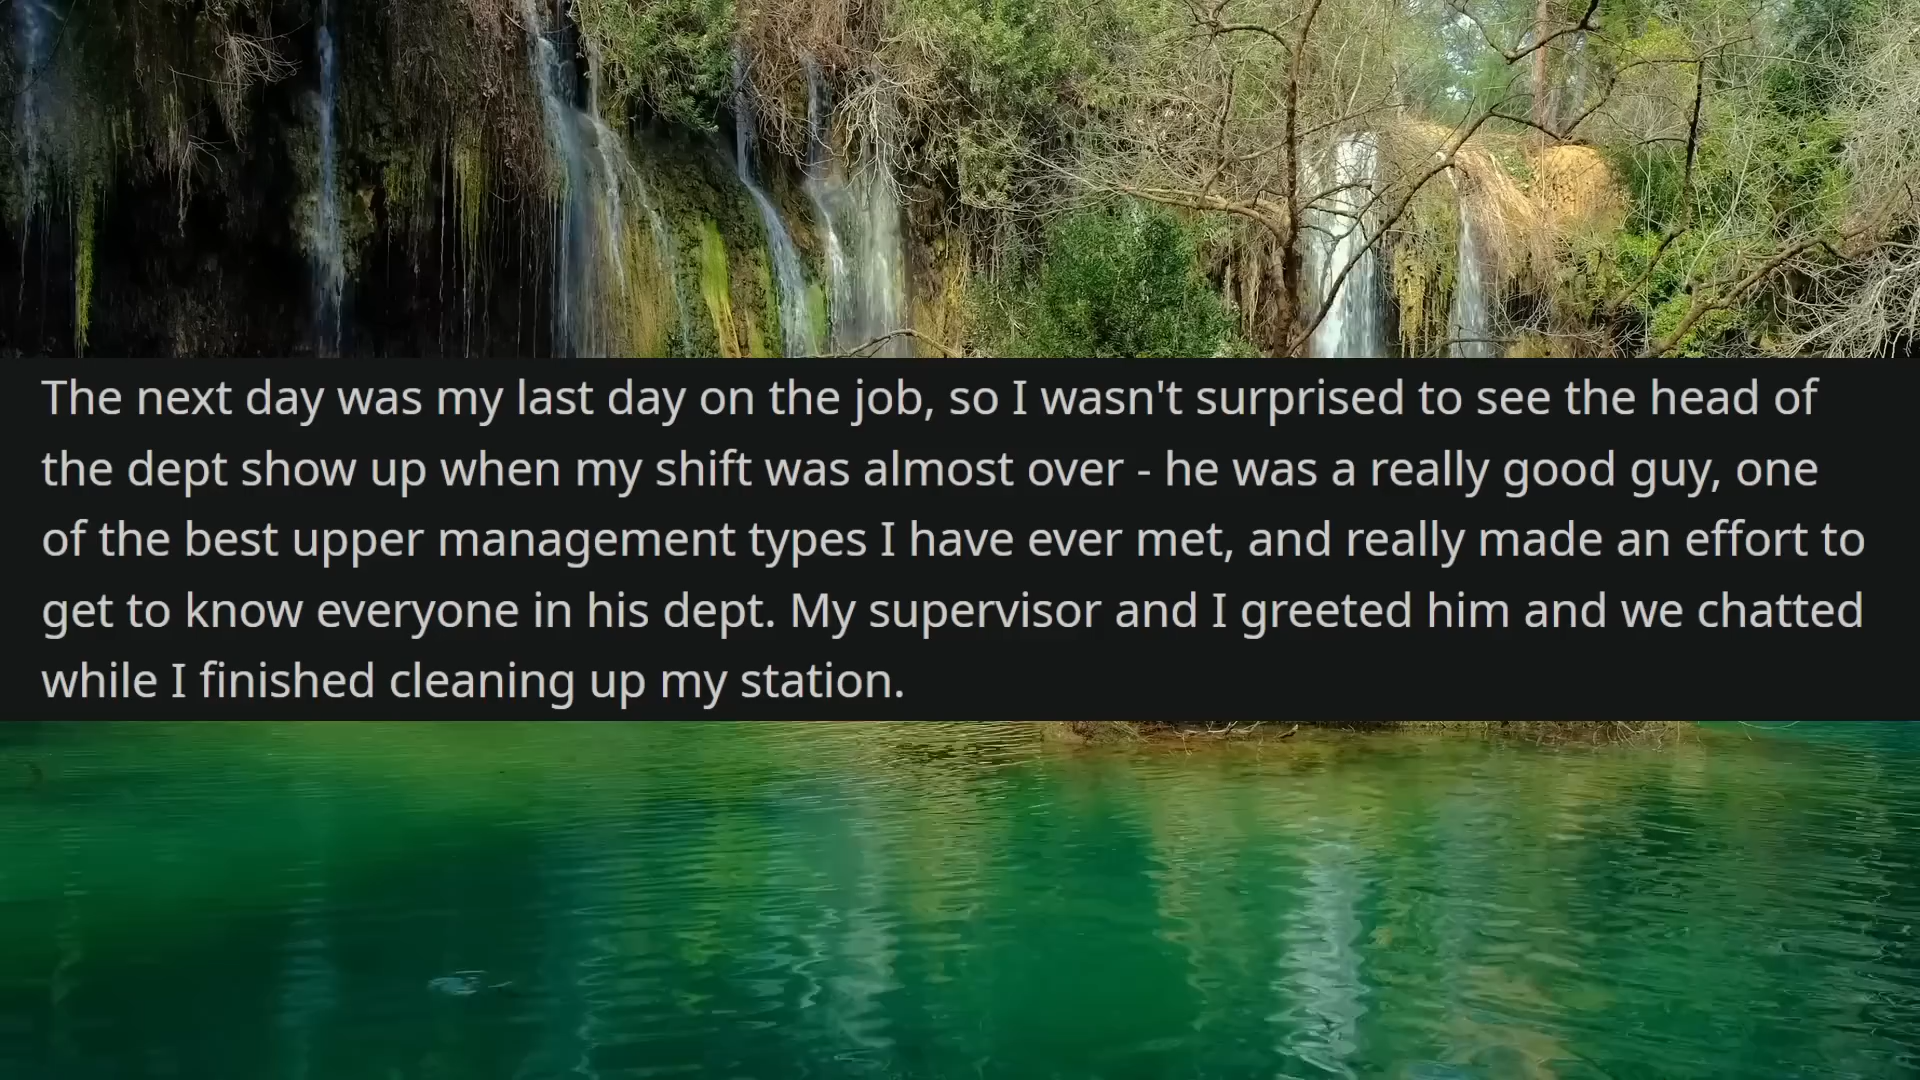 The next day was my last day on the job, so I wasn't surprised to see the head of
the dept show up when my shift was almost over - he was a really good guy, one
of the best upper management types I have ever met, and really made an effort to
get to know everyone in his dept. My supervisor and I greeted him and we chatted
while I finished cleaning up my station.